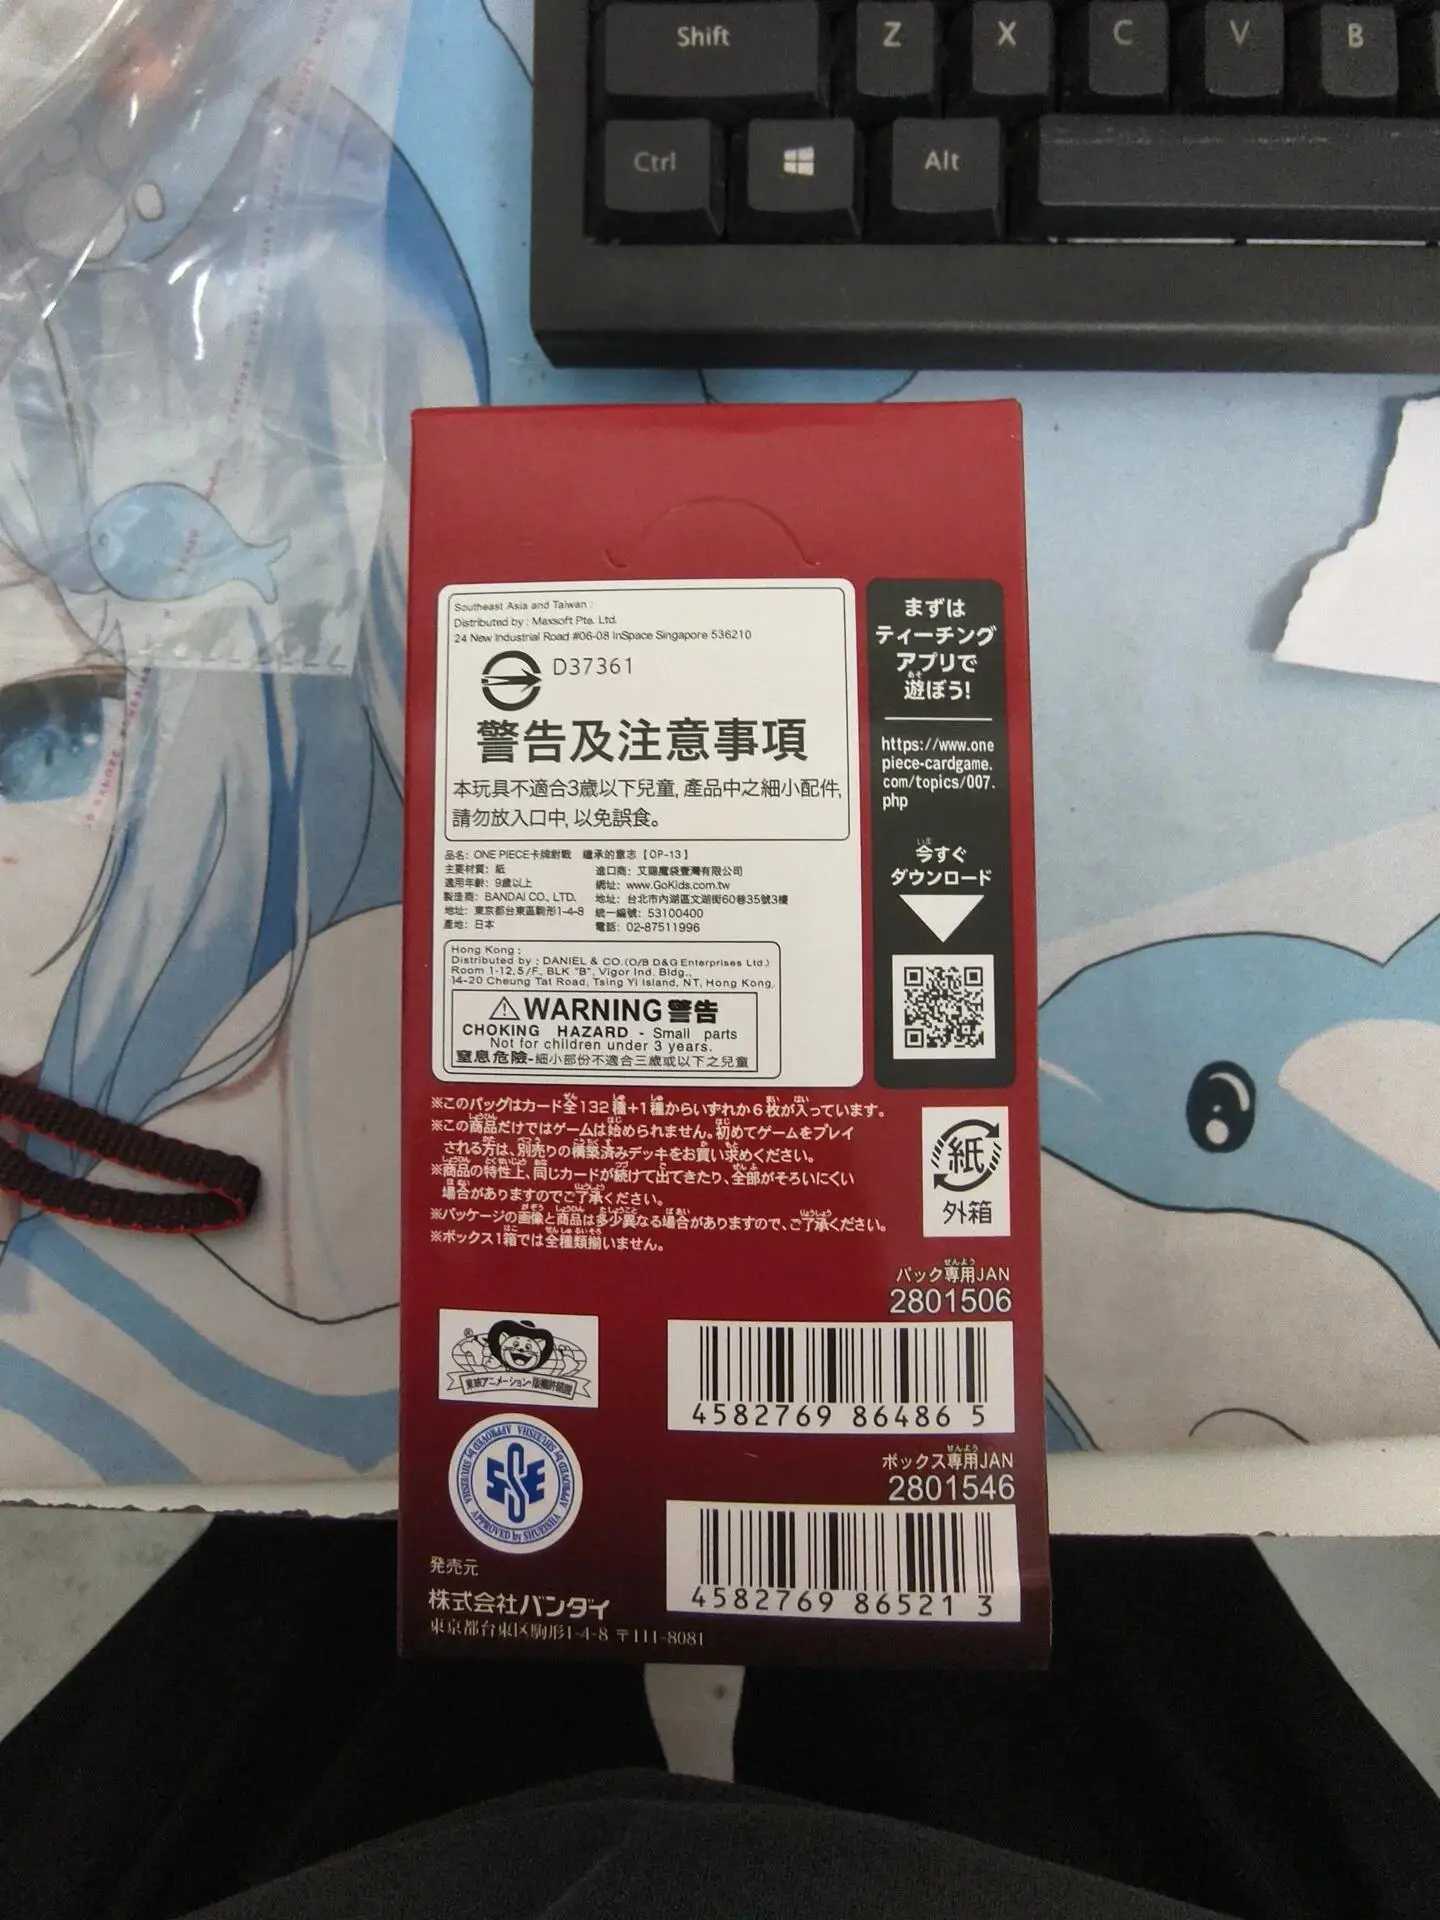 Shift
Z
X
C
V
B
Ctrl
Alt
Southeast Asia and Taiwan :
Distributed by : Maxsoft Pte. Ltd.
24 New Industrial Road #06-08 InSpace Singapore 536210
D37361
警告及注意事項
本玩具不適合3歲以下兒童, 產品中之細小配件,
請勿放入口中, 以免誤食。
品名: ONE PIECE卡牌對戰 繼承的意志【OP-13】
主要材質: 紙
適用年齡: 9歲以上
製造商: BANDAI CO., LTD.
地址: 東京都台東區駒形1-4-8
產地: 日本
進口商: 艾賜魔袋臺灣有限公司
網址: www.GoKids.com.tw
地址: 台北市內湖區文湖街60巷35號3樓
統一編號: 53100400
電話: 02-87511996
Hong Kong :
Distributed by : DANIEL & CO.(O/B D&G Enterprises Ltd.)
Room 1-12,5/F., BLK "B", Vigor Ind. Bldg.,
14-20 Cheung Tat Road, Tsing Yi Island, NT, Hong Kong.
WARNING 警告
CHOKING HAZARD - Small parts
Not for children under 3 years.
窒息危險-細小部份不適合三歲或以下之兒童
まずは
ティーチング
アプリで
遊ぼう!
https://www.one
piece-cardgame.
com/topics/007.
php
今すぐ
ダウンロード
※このパックはカード全132種+1種からいずれか6枚が入っています。
※この商品だけではゲームは始められません。初めてゲームをプレイ
される方は、別売りの構築済みデッキをお買い求めください。
※商品の特性上、同じカードが続けて出てきたり、全部がそろいにくい
場合がありますのでご了承ください。
※パッケージの画像と商品は多少異なる場合がありますので、ご了承ください。
※ボックス1箱では全種類揃いません。
紙
外箱
パック専用JAN
2801506
4582769 86486 5
ボックス専用JAN
2801546
4582769 86521 3
東映アニメーション・版権許諾證
APPROVED by SHUEISHA
発売元
株式会社バンダイ
東京都台東区駒形1-4-8 〒111-8081